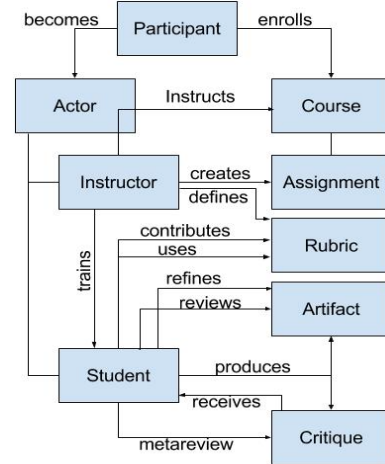 becomes
enrolls
Participant
Actor
Instructs
Course
Instructor
creates
Assignment
defines
contributes
Rubric
uses
trains
refines
reviews
Artifact
Student
produces
receives
metareview
Critique